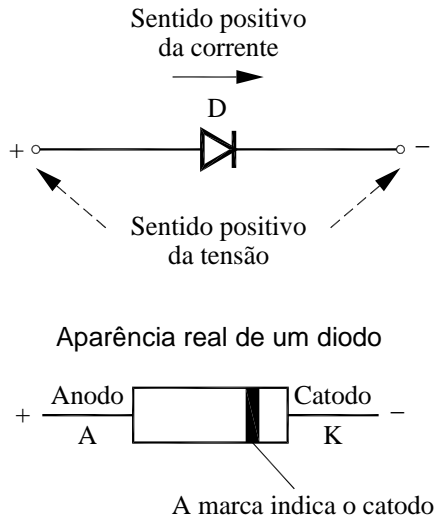 Sentido positivo
da corrente
D
+ −
Sentido positivo
da tensão
Aparência real de um diodo
Anodo Catodo
+ −
A K
A marca indica o catodo